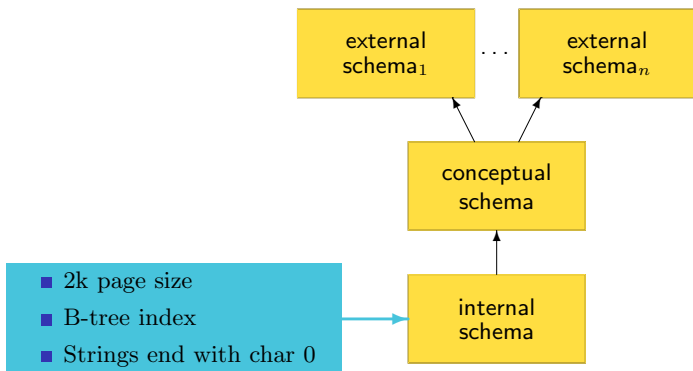 external
schema₁
...
external
schemaₙ
conceptual
schema
2k page size
B-tree index
Strings end with char 0
internal
schema